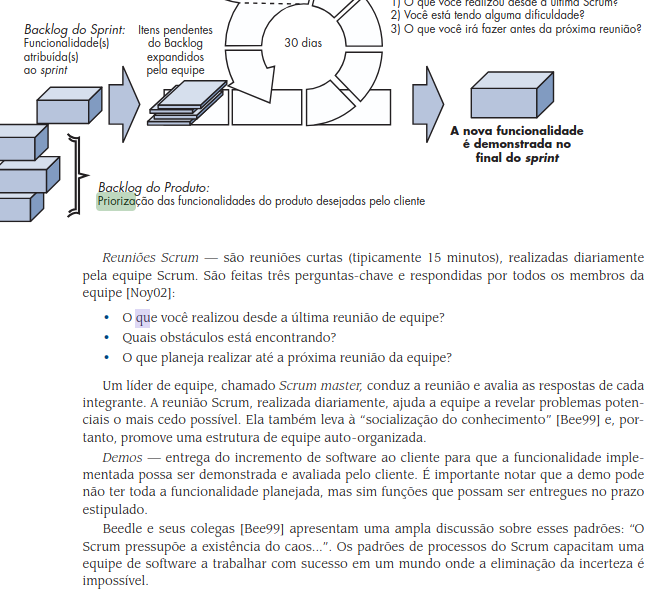 1) O que você realizou desde a última Scrum?
2) Você está tendo alguma dificuldade?
3) O que você irá fazer antes da próxima reunião?
Backlog do Sprint:
Funcionalidade(s)
atribuída(s)
ao sprint
Itens pendentes
do Backlog
expandidos
pela equipe
30 dias
A nova funcionalidade
é demonstrada no
final do sprint
Backlog do Produto:
Priorização das funcionalidades do produto desejadas pelo cliente
Reuniões Scrum — são reuniões curtas (tipicamente 15 minutos), realizadas diariamente
pela equipe Scrum. São feitas três perguntas-chave e respondidas por todos os membros da
equipe [Noy02]:
• O que você realizou desde a última reunião de equipe?
• Quais obstáculos está encontrando?
• O que planeja realizar até a próxima reunião da equipe?
Um líder de equipe, chamado Scrum master, conduz a reunião e avalia as respostas de cada
integrante. A reunião Scrum, realizada diariamente, ajuda a equipe a revelar problemas poten-
ciais o mais cedo possível. Ela também leva à “socialização do conhecimento” [Bee99] e, por-
tanto, promove uma estrutura de equipe auto-organizada.
Demos — entrega do incremento de software ao cliente para que a funcionalidade imple-
mentada possa ser demonstrada e avaliada pelo cliente. É importante notar que a demo pode
não ter toda a funcionalidade planejada, mas sim funções que possam ser entregues no prazo
estipulado.
Beedle e seus colegas [Bee99] apresentam uma ampla discussão sobre esses padrões: “O
Scrum pressupõe a existência do caos...”. Os padrões de processos do Scrum capacitam uma
equipe de software a trabalhar com sucesso em um mundo onde a eliminação da incerteza é
impossível.